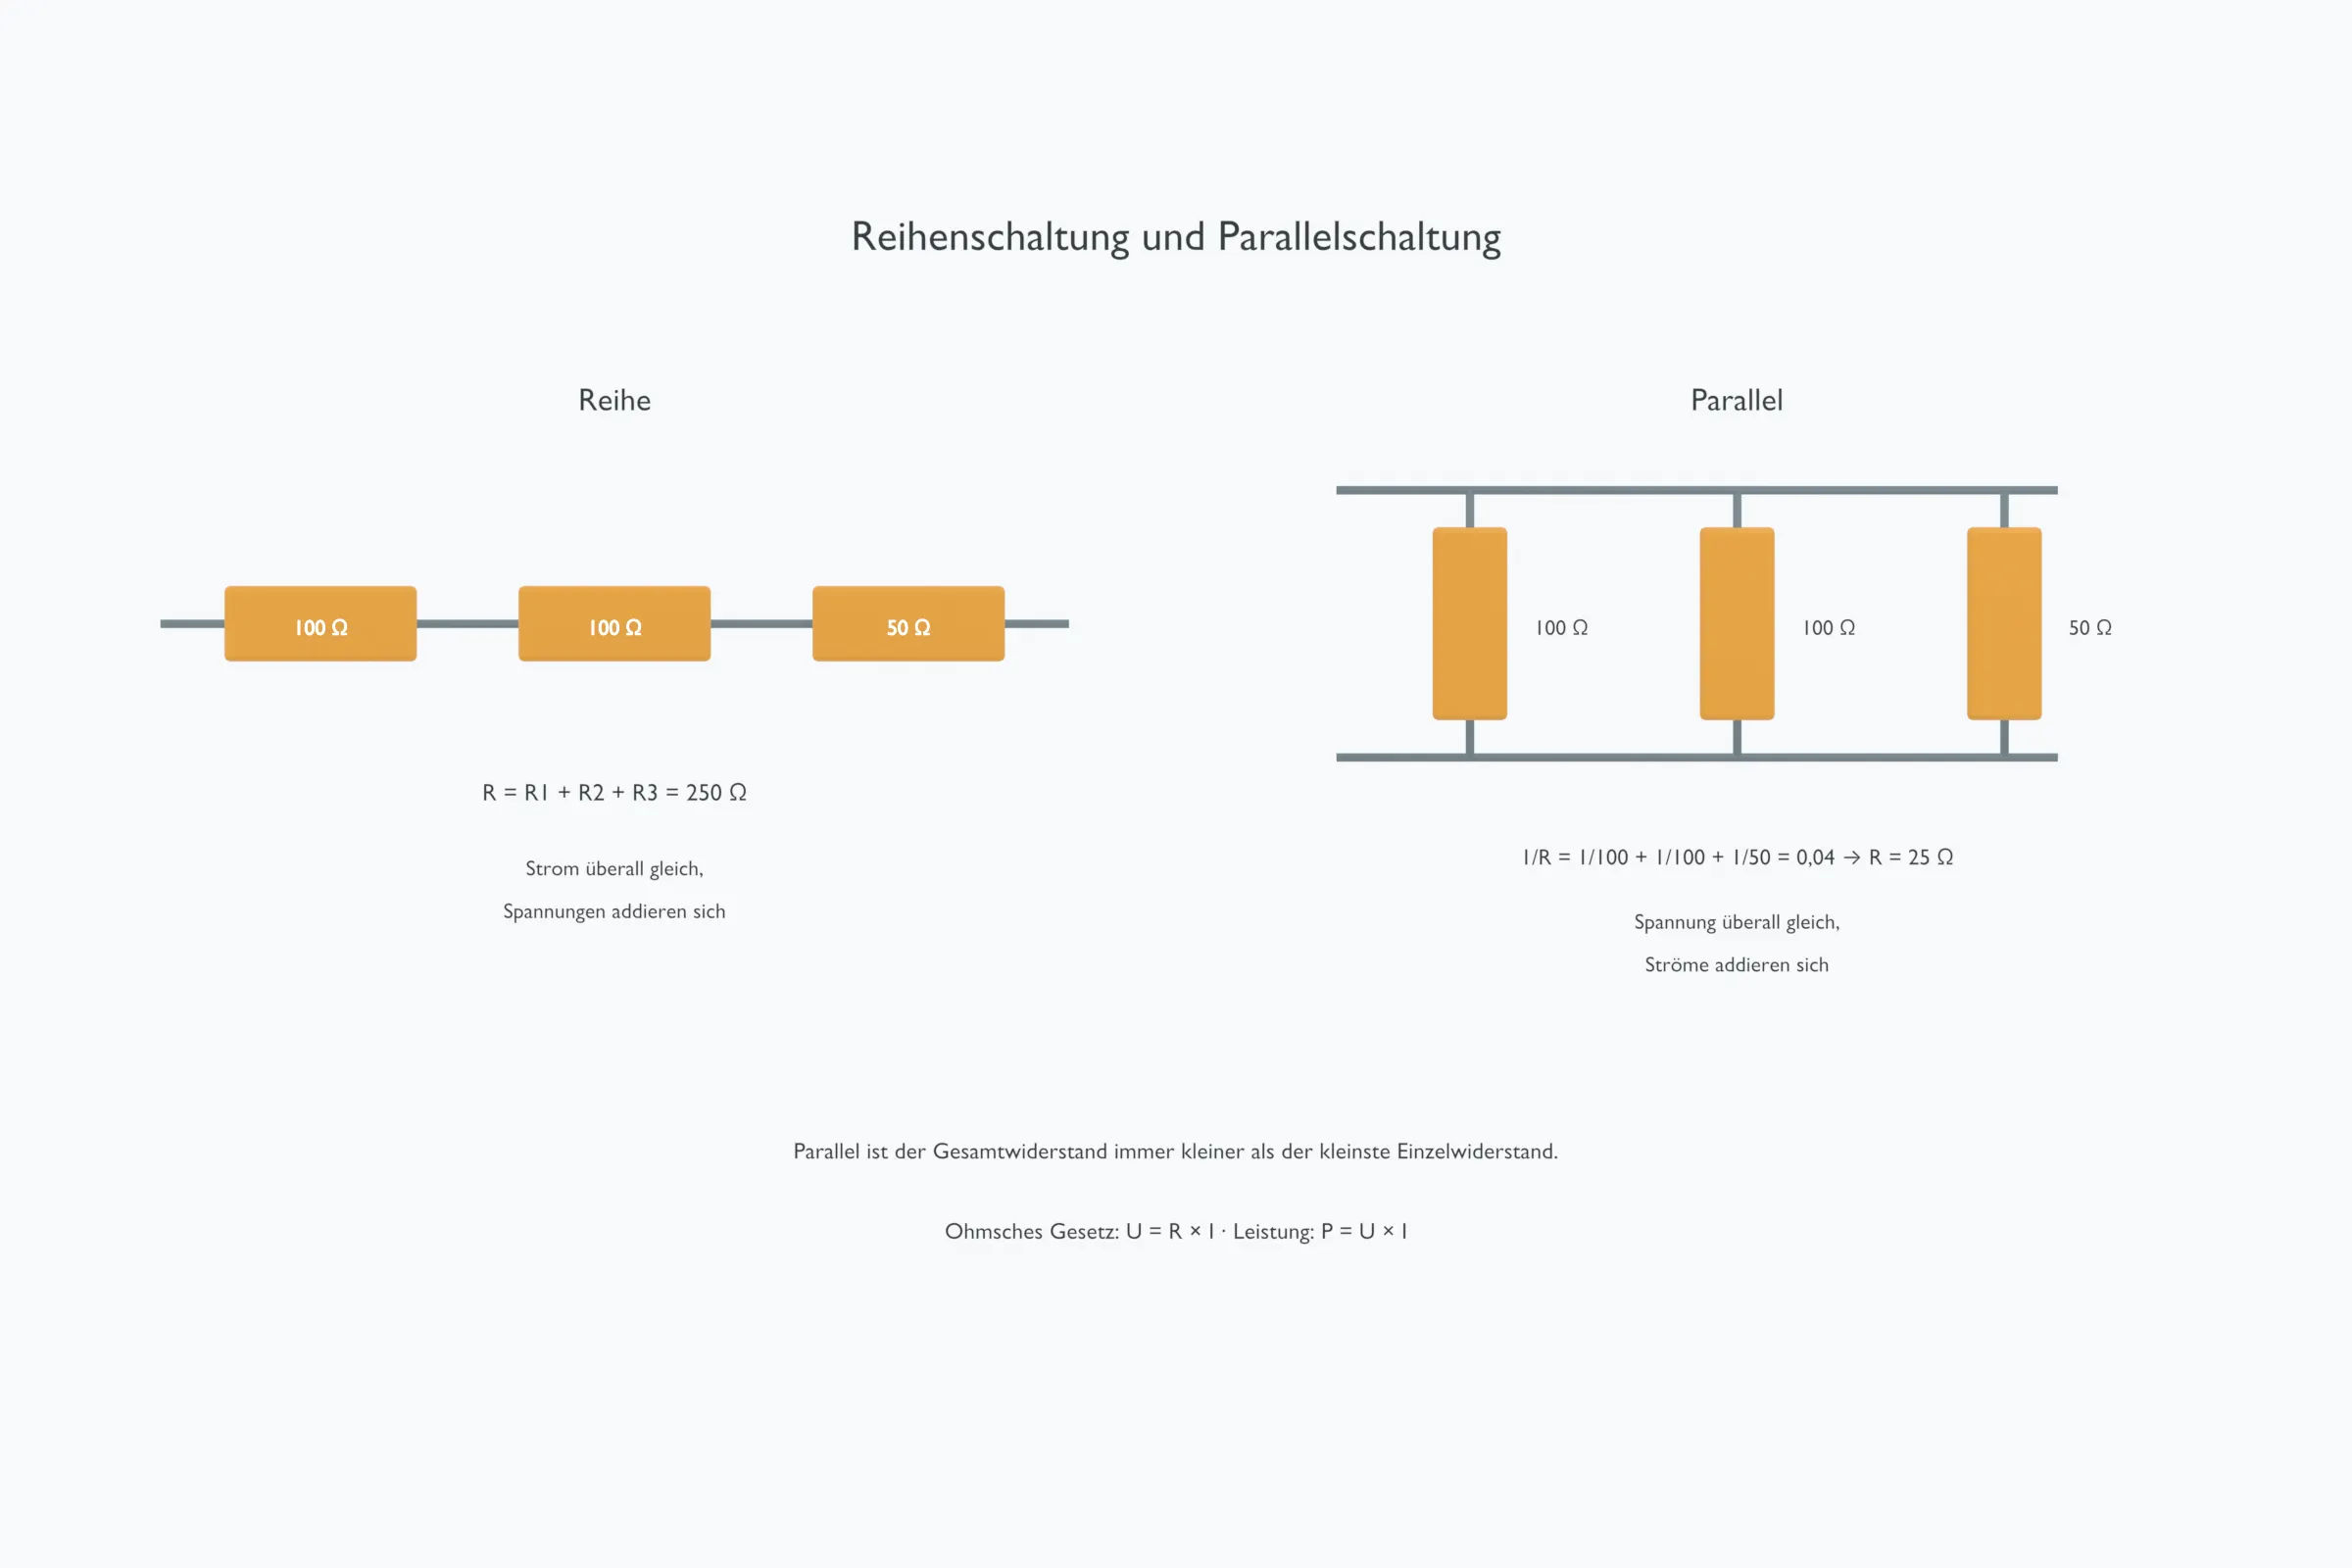 Reihenschaltung und Parallelschaltung
Reihe
100 Ω
100 Ω
50 Ω
R = R1 + R2 + R3 = 250 Ω
Strom überall gleich,
Spannungen addieren sich
Parallel
100 Ω
100 Ω
50 Ω
1/R = 1/100 + 1/100 + 1/50 = 0,04 → R = 25 Ω
Spannung überall gleich,
Ströme addieren sich
Parallel ist der Gesamtwiderstand immer kleiner als der kleinste Einzelwiderstand.
Ohmsches Gesetz: U = R × I · Leistung: P = U × I